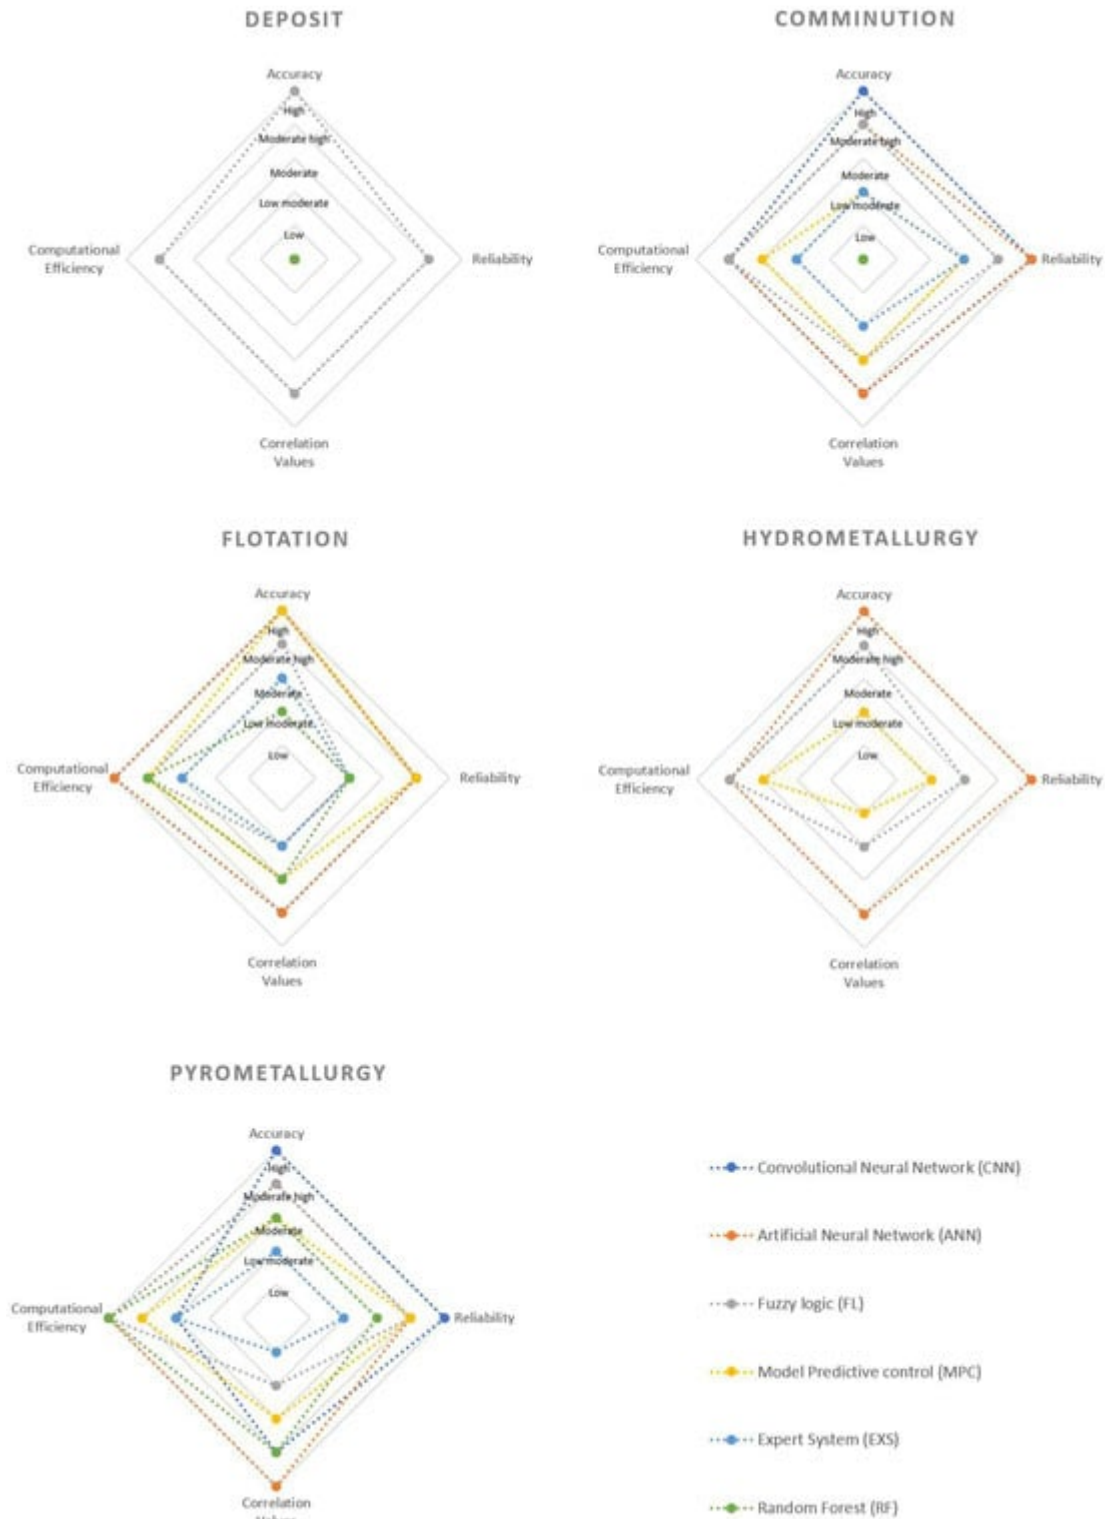 DEPOSIT
Accuracy
High
Moderate high
Moderate
Low moderate
Low
Computational
Efficiency
Reliability
Correlation
Values
COMMINUTION
Accuracy
High
Moderate high
Moderate
Low moderate
Low
Computational
Efficiency
Reliability
Correlation
Values
FLOTATION
Accuracy
High
Moderate high
Moderate
Low moderate
Low
Computational
Efficiency
Reliability
Correlation
Values
HYDROMETALLURGY
Accuracy
High
Moderate high
Moderate
Low moderate
Low
Computational
Efficiency
Reliability
Correlation
Values
PYROMETALLURGY
Accuracy
High
Moderate high
Moderate
Low moderate
Low
Computational
Efficiency
Reliability
Correlation
Convolutional Neural Network (CNN)
Artificial Neural Network (ANN)
Fuzzy logic (FL)
Model Predictive control (MPC)
Expert System (EXS)
Random Forest (RF)